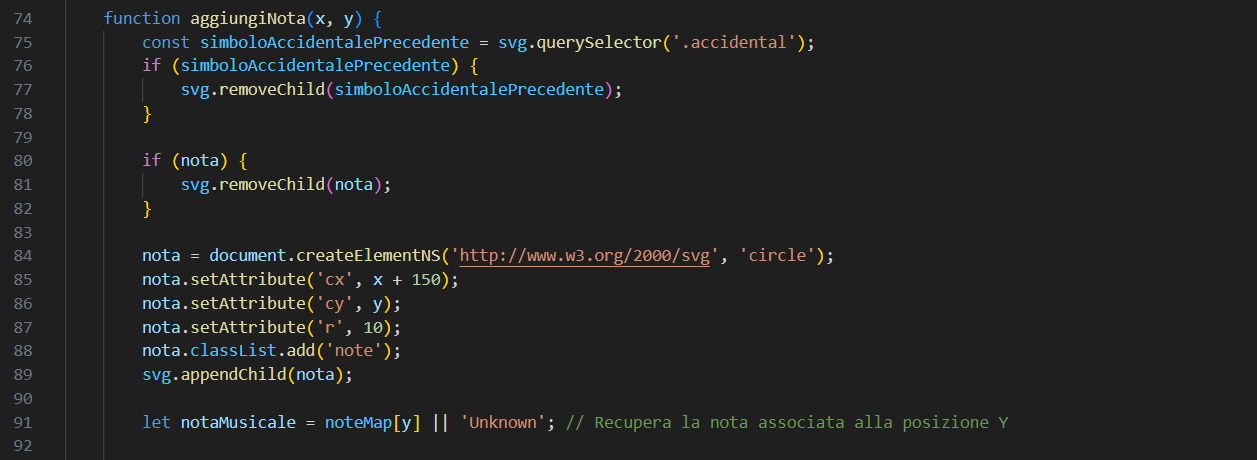 74 function aggiungiNota(x, y) {
75 const simboloAccidentalePrecedente = svg.querySelector('.accidental');
76 if (simboloAccidentalePrecedente) {
77 svg.removeChild(simboloAccidentalePrecedente);
78 }
79
80 if (nota) {
81 svg.removeChild(nota);
82 }
83
84 nota = document.createElementNS('http://www.w3.org/2000/svg', 'circle');
85 nota.setAttribute('cx', x + 150);
86 nota.setAttribute('cy', y);
87 nota.setAttribute('r', 10);
88 nota.classList.add('note');
89 svg.appendChild(nota);
90
91 let notaMusicale = noteMap[y] || 'Unknown'; // Recupera la nota associata alla posizione Y
92